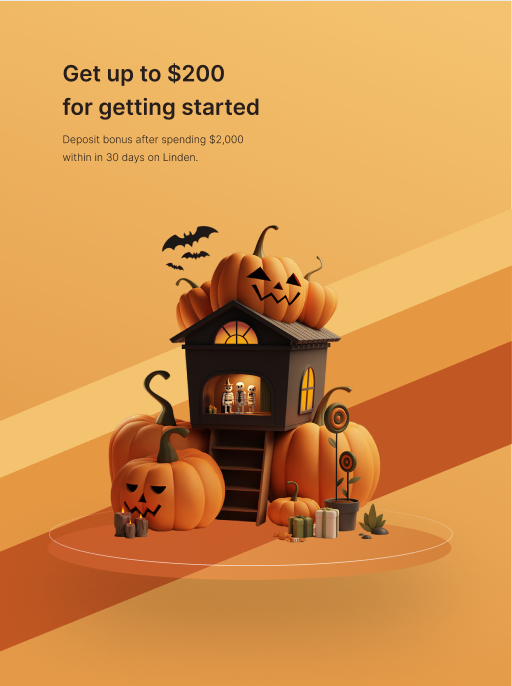 Get up to $200
for getting started
Deposit bonus after spending $2,000
within in 30 days on Linden.